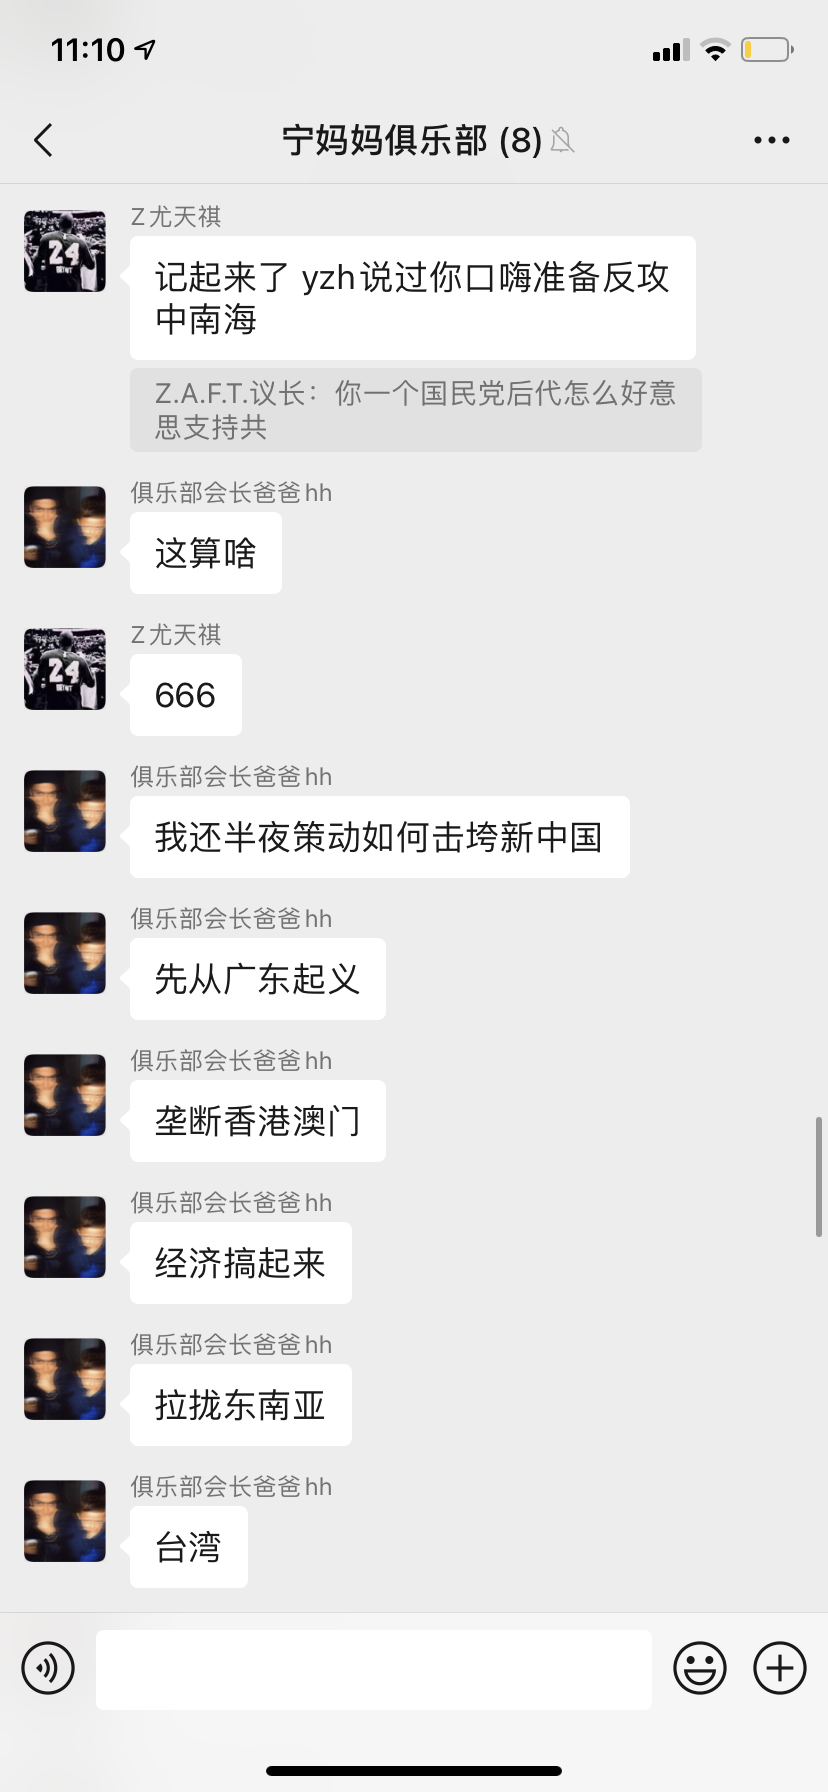 11:10
宁妈妈俱乐部 (8)
Z 尤天祺
记起来了 yzh说过你口嗨准备反攻
中南海
Z.A.F.T.议长：你一个国民党后代怎么好意
思支持共
俱乐部会长爸爸hh
这算啥
Z 尤天祺
666
俱乐部会长爸爸hh
我还半夜策动如何击垮新中国
俱乐部会长爸爸hh
先从广东起义
俱乐部会长爸爸hh
垄断香港澳门
俱乐部会长爸爸hh
经济搞起来
俱乐部会长爸爸hh
拉拢东南亚
俱乐部会长爸爸hh
台湾